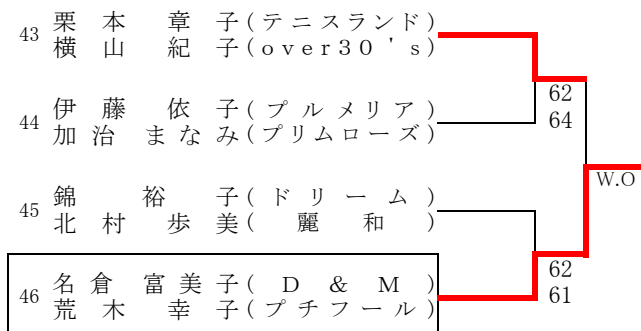 43 栗本 章子(テニスランド)
横山 紀子(over30's)
62
64
44 伊藤 依子(プルメリア)
加治 まなみ(プリムローズ)
W.O
45 錦 裕子(ドリーム)
北村 歩美(麗和)
62
61
46 名倉 富美子(D&M)
荒木 幸子(プチフール)